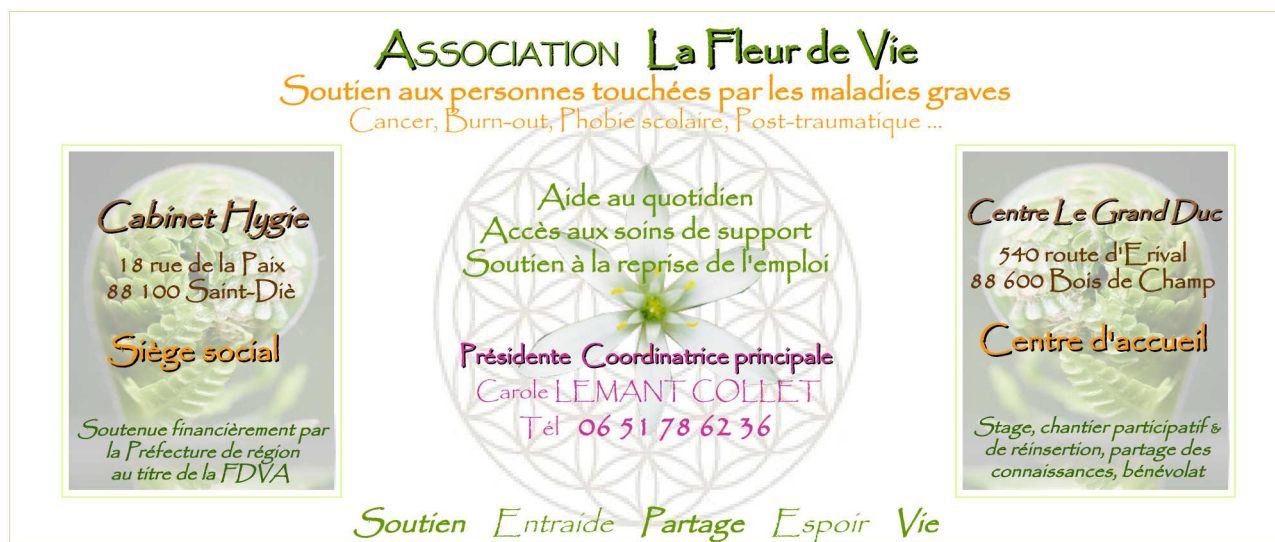 ASSOCIATION La Fleur de Vie
Soutien aux personnes touchées par les maladies graves
Cancer, Burn-out, Phobie scolaire, Post-traumatique ...
Cabinet Hygie
18 rue de la Paix
88 100 Saint-Diè
Siège social
Soutenue financièrement par
la Préfecture de région
au titre de la FDVA
Aide au quotidien
Accès aux soins de support
Soutien à la reprise de l'emploi
Présidente Coordinatrice principale
Carole LEMANT COLLET
Tél 06 51 78 62 36
Centre Le Grand Duc
540 route d'Erival
88 600 Bois de Champ
Centre d'accueil
Stage, chantier participatif &
de réinsertion, partage des
connaissances, bénévolat
Soutien Entraide Partage Espoir Vie